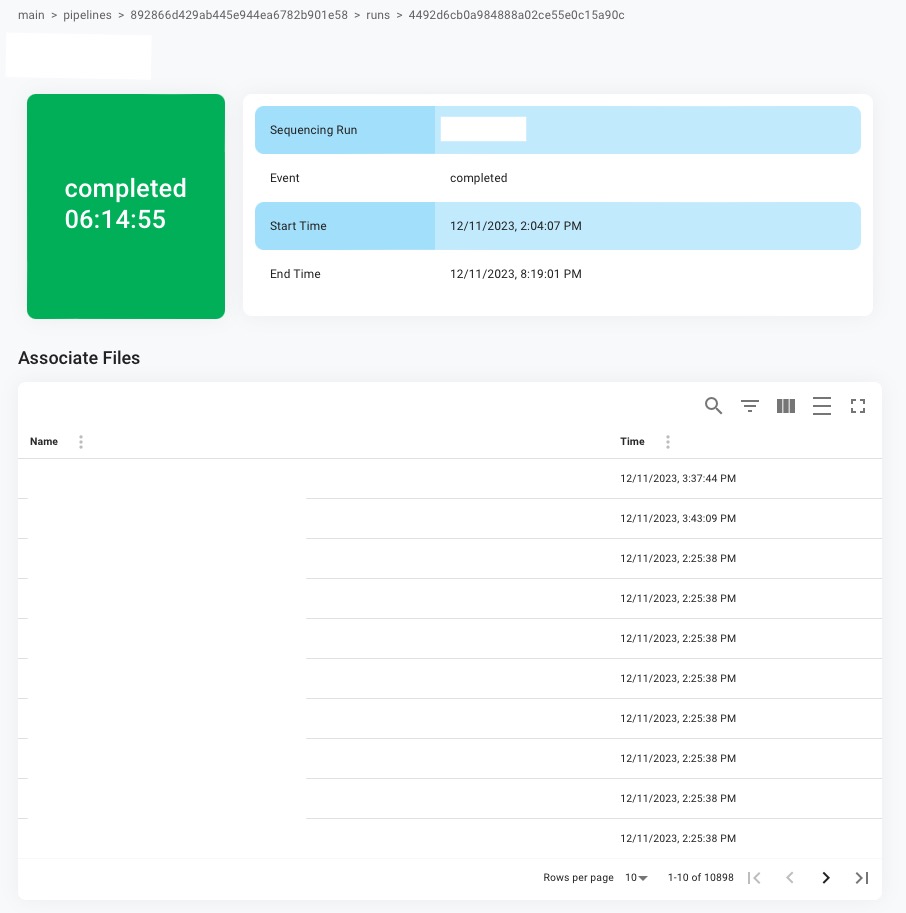 main > pipelines > 892866d429ab445e944ea6782b901e58 > runs > 4492d6cb0a984888a02ce55e0c15a90c
completed
06:14:55
Sequencing Run
Event completed
Start Time 12/11/2023, 2:04:07 PM
End Time 12/11/2023, 8:19:01 PM
Associate Files
Name Time
12/11/2023, 3:37:44 PM
12/11/2023, 3:43:09 PM
12/11/2023, 2:25:38 PM
12/11/2023, 2:25:38 PM
12/11/2023, 2:25:38 PM
12/11/2023, 2:25:38 PM
12/11/2023, 2:25:38 PM
12/11/2023, 2:25:38 PM
12/11/2023, 2:25:38 PM
12/11/2023, 2:25:38 PM
Rows per page 10 1-10 of 10898